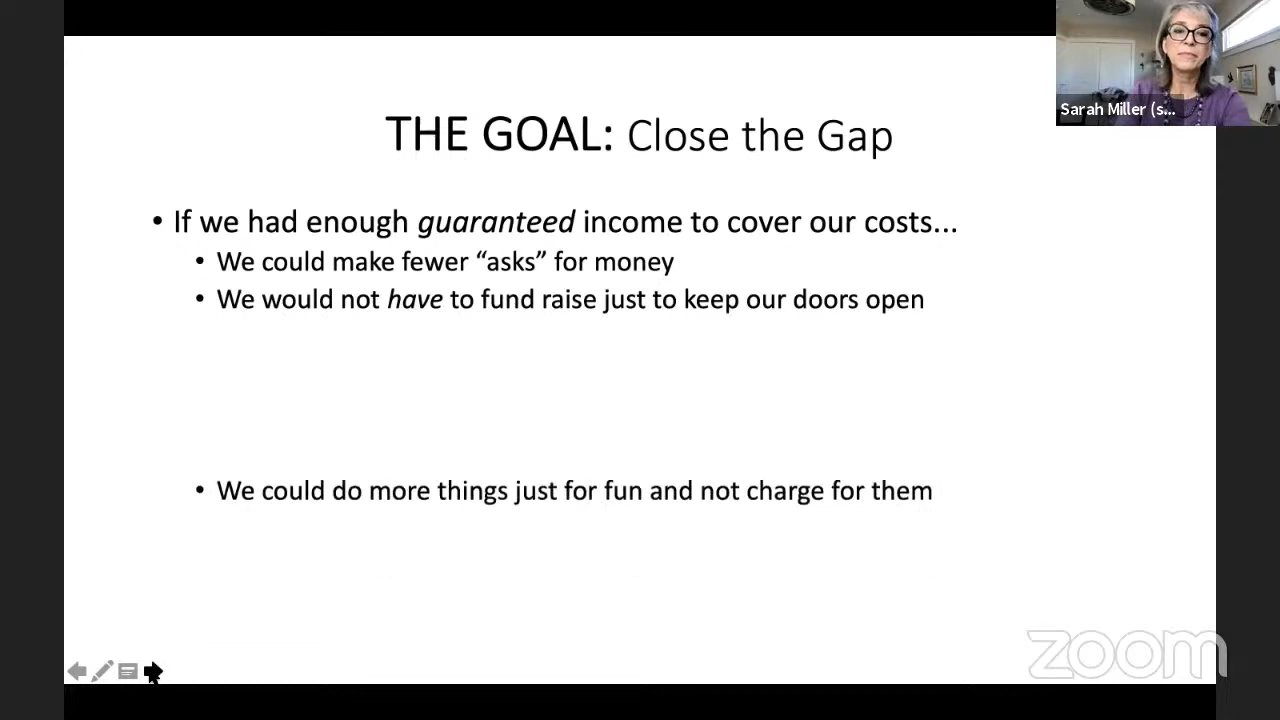 Sarah Miller (s...
THE GOAL: Close the Gap
• If we had enough guaranteed income to cover our costs...
• We could make fewer “asks” for money
• We would not have to fund raise just to keep our doors open
• We could do more things just for fun and not charge for them
zoom